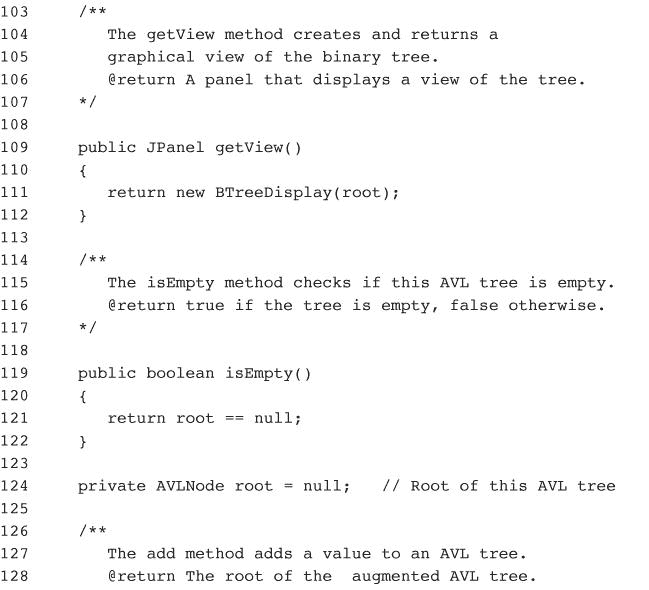 103     /**
104        The getView method creates and returns a
105        graphical view of the binary tree.
106        @return A panel that displays a view of the tree.
107     */
108
109     public JPanel getView()
110     {
111        return new BTreeDisplay(root);
112     }
113
114     /**
115        The isEmpty method checks if this AVL tree is empty.
116        @return true if the tree is empty, false otherwise.
117     */
118
119     public boolean isEmpty()
120     {
121        return root == null;
122     }
123
124     private AVLNode root = null;   // Root of this AVL tree
125
126     /**
127        The add method adds a value to an AVL tree.
128        @return The root of the  augmented AVL tree.